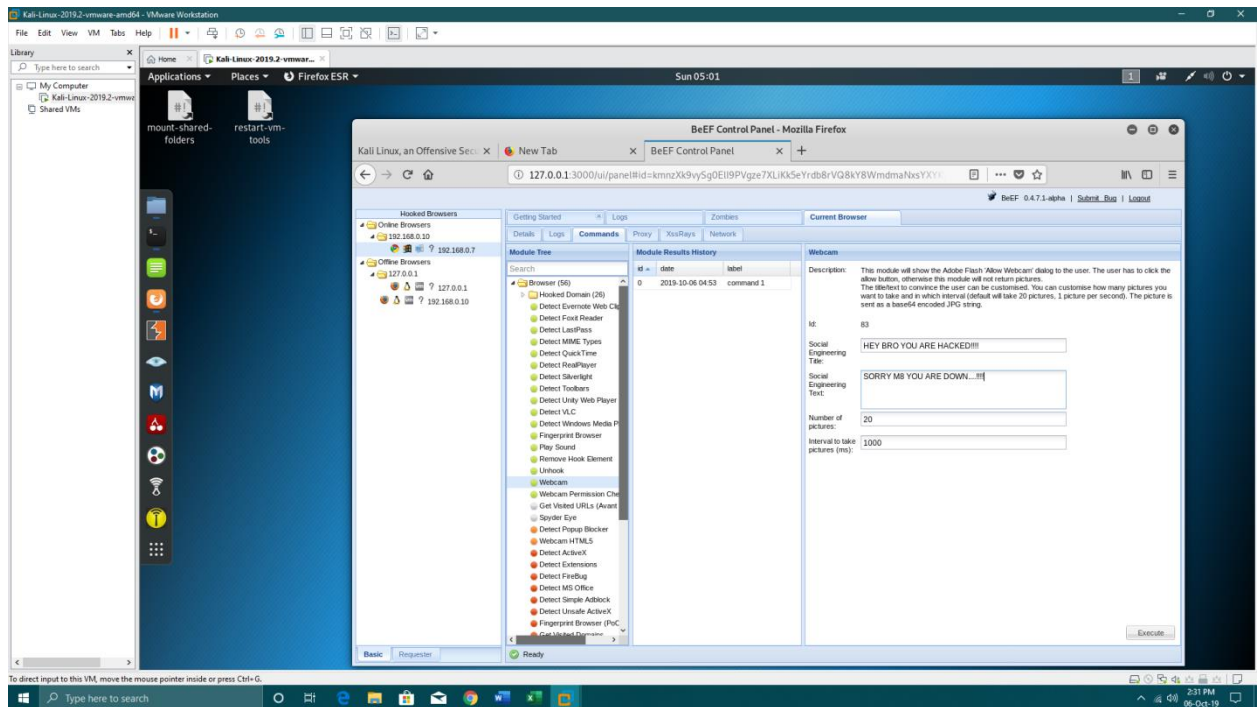 Kali-Linux-2019.2-vmware-amd64 - VMware Workstation
File Edit View VM Tabs Help
Library
Type here to search
My Computer
Kali-Linux-2019.2-vmwa
Shared VMs
Home
Kali-Linux-2019.2-vmwar...
Applications Places Firefox ESR Sun 05:01 1
mount-shared-folders
restart-vm-tools
BeEF Control Panel - Mozilla Firefox
Kali Linux, an Offensive Secu New Tab BeEF Control Panel
BeEF 0.4.7.1-alpha | Submit Bug | Logout
Hooked Browsers
Online Browsers
192.168.0.10
? 192.168.0.7
Offline Browsers
127.0.0.1
? 127.0.0.1
? 192.168.0.10
Basic Requester
Getting Started Logs Zombies Current Browser
Details Logs Commands Proxy XssRays Network
Module Tree
Search
Browser (56)
Hooked Domain (26)
Detect Evernote Web Clip
Detect Foxit Reader
Detect LastPass
Detect MIME Types
Detect QuickTime
Detect RealPlayer
Detect Silverlight
Detect Toolbars
Detect Unity Web Player
Detect VLC
Detect Windows Media P
Fingerprint Browser
Play Sound
Remove Hook Element
Unhook
Webcam
Webcam Permission Che
Get Visited URLs (Avant
Spyder Eye
Detect Popup Blocker
Webcam HTML5
Detect ActiveX
Detect Extensions
Detect FireBug
Detect MS Office
Detect Simple Adblock
Detect Unsafe ActiveX
Fingerprint Browser (PoC
Get Visited Domains
Module Results History
id date label
0 2019-10-06 04:53 command 1
Webcam
Description: This module will show the Adobe Flash 'Allow Webcam' dialog to the user. The user has to click the
allow button, otherwise this module will not return pictures.
The title/text to convince the user can be customised. You can customise how many pictures you
want to take and in which interval (default will take 20 pictures, 1 picture per second). The picture is
sent as a base64 encoded JPG string.
Id: 83
Social Engineering Title: HEY BRO YOU ARE HACKED!!!!
Social Engineering Text: SORRY M8 YOU ARE DOWN....!!!!
Number of pictures: 20
Interval to take pictures (ms): 1000
Execute
Ready
To direct input to this VM, move the mouse pointer inside or press Ctrl+G.
Type here to search
2:31 PM
06-Oct-19